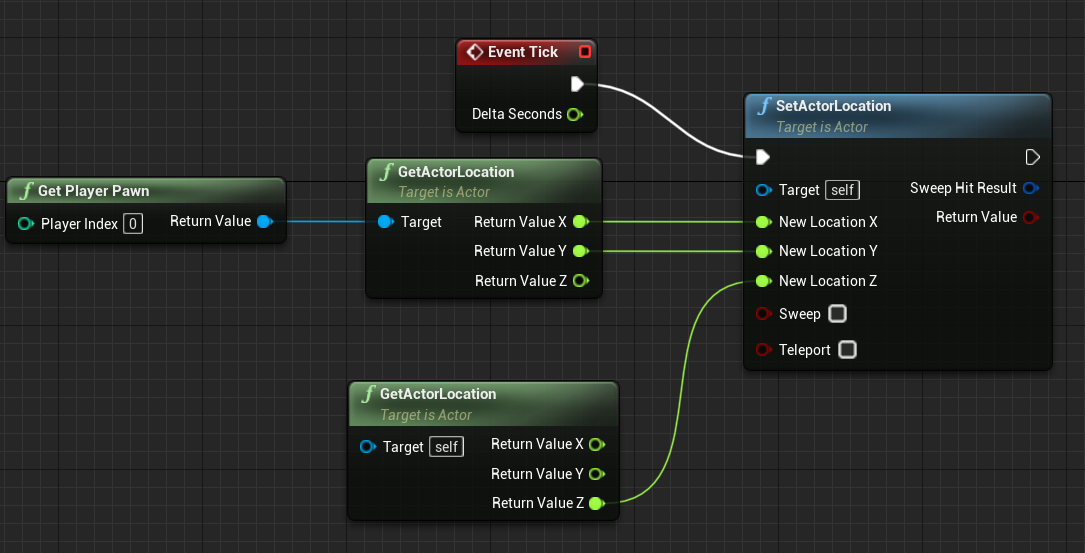 Event Tick
Delta Seconds
Get Player Pawn
Player Index 0
Return Value
GetActorLocation
Target is Actor
Target
Return Value X
Return Value Y
Return Value Z
GetActorLocation
Target is Actor
Target self
Return Value X
Return Value Y
Return Value Z
SetActorLocation
Target is Actor
Target self
Sweep Hit Result
New Location X
Return Value
New Location Y
New Location Z
Sweep
Teleport